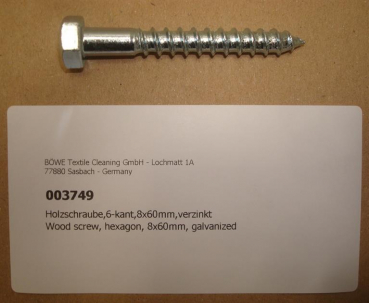 BÖWE Textile Cleaning GmbH - Lochmatt 1A
77880 Sasbach - Germany
003749
Holzschraube,6-kant,8x60mm,verzinkt
Wood screw, hexagon, 8x60mm, galvanized